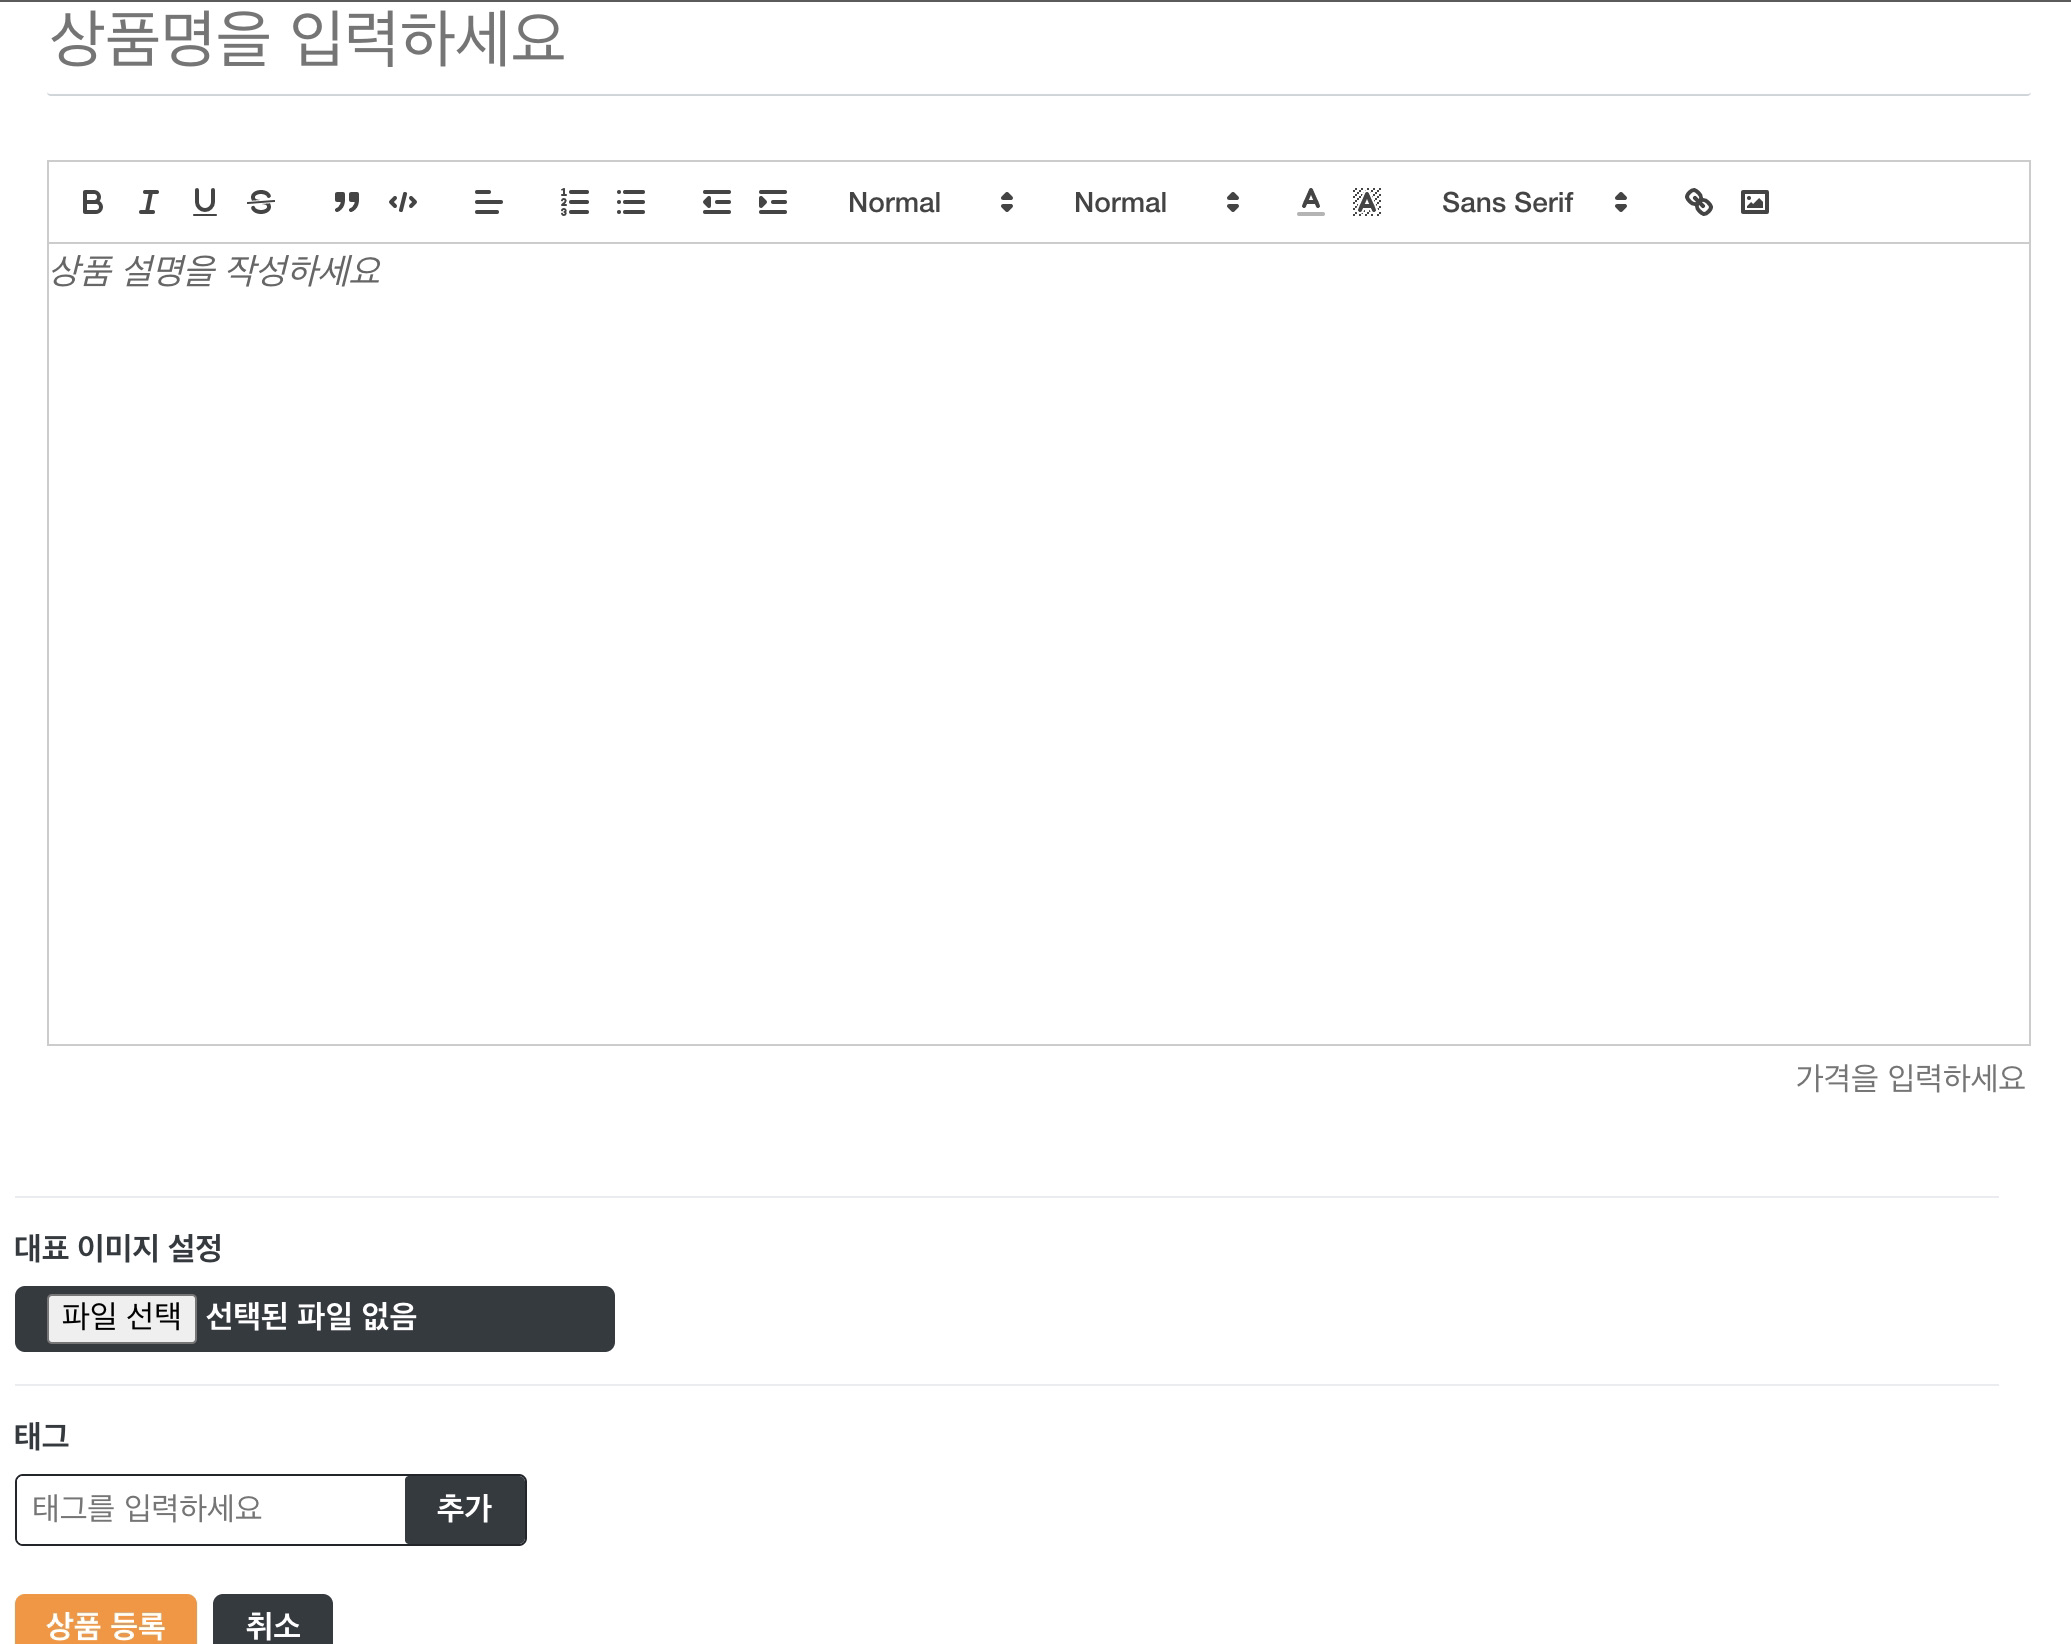 상품명을 입력하세요
Normal Normal Sans Serif
상품 설명을 작성하세요
가격을 입력하세요
대표 이미지 설정
파일 선택 선택된 파일 없음
태그
태그를 입력하세요 추가
상품 등록 취소